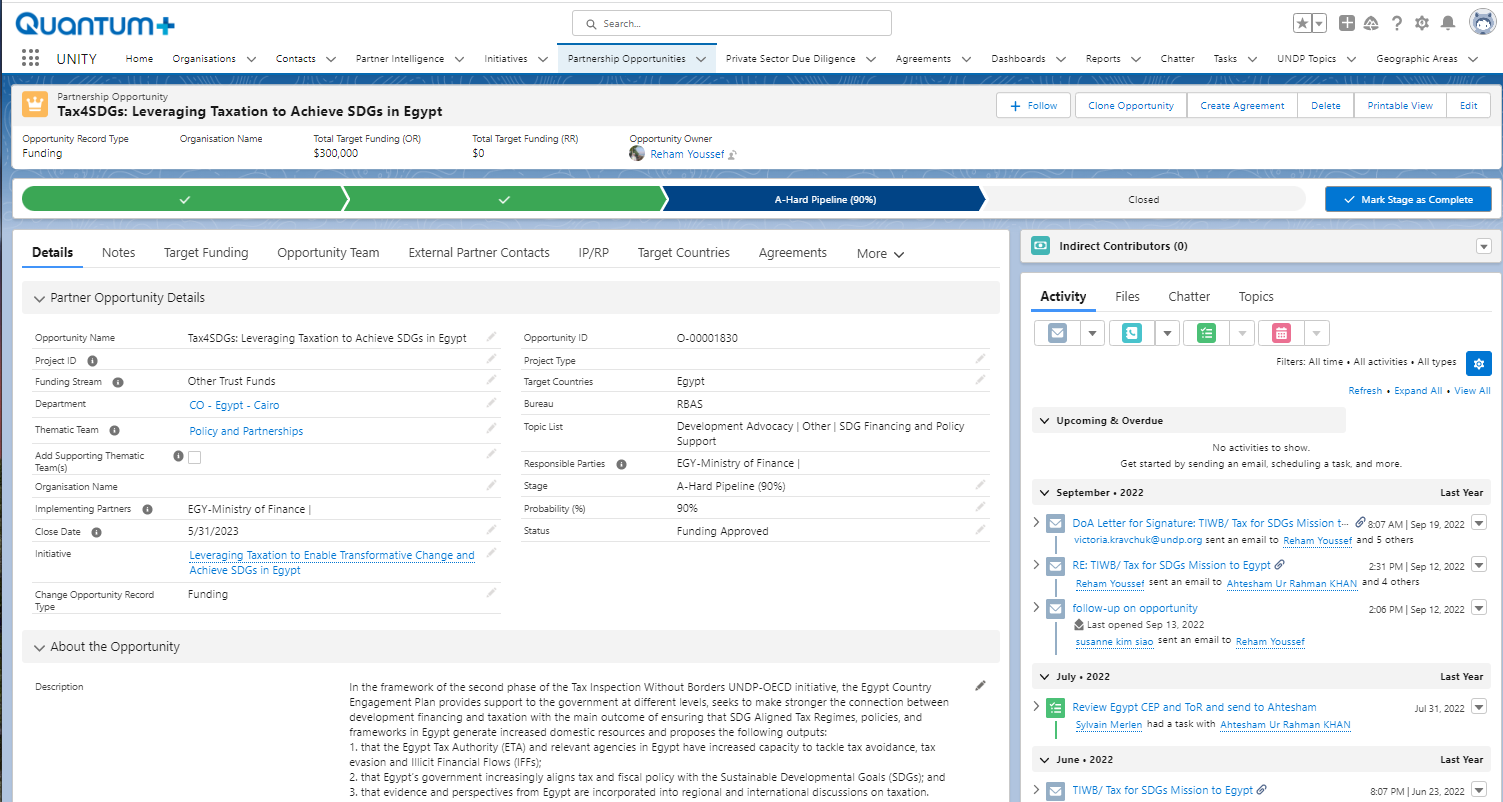 Quantum+
Search...
UNITY
Home
Organisations
Contacts
Partner Intelligence
Initiatives
Partnership Opportunities
Private Sector Due Diligence
Agreements
Dashboards
Reports
Chatter
Tasks
UNDP Topics
Geographic Areas
Partnership Opportunity
Tax4SDGs: Leveraging Taxation to Achieve SDGs in Egypt
Follow
Clone Opportunity
Create Agreement
Delete
Printable View
Edit
Opportunity Record Type
Funding
Organisation Name
Total Target Funding (OR)
$300,000
Total Target Funding (RR)
$0
Opportunity Owner
Reham Youssef
A-Hard Pipeline (90%)
Closed
Mark Stage as Complete
Details
Notes
Target Funding
Opportunity Team
External Partner Contacts
IP/RP
Target Countries
Agreements
More
Partner Opportunity Details
Opportunity Name
Tax4SDGs: Leveraging Taxation to Achieve SDGs in Egypt
Opportunity ID
O-00001830
Project ID
Project Type
Funding Stream
Other Trust Funds
Target Countries
Egypt
Department
CO - Egypt - Cairo
Bureau
RBAS
Thematic Team
Policy and Partnerships
Topic List
Development Advocacy | Other | SDG Financing and Policy
Support
Add Supporting Thematic
Team(s)
Responsible Parties
EGY-Ministry of Finance |
Organisation Name
Stage
A-Hard Pipeline (90%)
Implementing Partners
EGY-Ministry of Finance |
Probability (%)
90%
Close Date
5/31/2023
Status
Funding Approved
Initiative
Leveraging Taxation to Enable Transformative Change and
Achieve SDGs in Egypt
Change Opportunity Record
Type
Funding
About the Opportunity
Description
In the framework of the second phase of the Tax Inspection Without Borders UNDP-OECD initiative, the Egypt Country
Engagement Plan provides support to the government at different levels, seeks to make stronger the connection between
development financing and taxation with the main outcome of ensuring that SDG Aligned Tax Regimes, policies, and
frameworks in Egypt generate increased domestic resources and proposes the following outputs:
1. that the Egypt Tax Authority (ETA) and relevant agencies in Egypt have increased capacity to tackle tax avoidance, tax
evasion and Illicit Financial Flows (IFFs);
2. that Egypt's government increasingly aligns tax and fiscal policy with the Sustainable Developmental Goals (SDGs); and
3. that evidence and perspectives from Egypt are incorporated into regional and international discussions on taxation.
Indirect Contributors (0)
Activity
Files
Chatter
Topics
Filters: All time • All activities • All types
Refresh • Expand All • View All
Upcoming & Overdue
No activities to show.
Get started by sending an email, scheduling a task, and more.
September • 2022
Last Year
DoA Letter for Signature: TIWB/ Tax for SDGs Mission t...
8:07 AM | Sep 19, 2022
victoria.kravchuk@undp.org sent an email to Reham Youssef and 5 others
RE: TIWB/ Tax for SDGs Mission to Egypt
2:31 PM | Sep 12, 2022
Reham Youssef sent an email to Ahtesham Ur Rahman KHAN and 4 others
follow-up on opportunity
2:06 PM | Sep 12, 2022
Last opened Sep 13, 2022
susanne kim siao sent an email to Reham Youssef
July • 2022
Last Year
Review Egypt CEP and ToR and send to Ahtesham
Jul 31, 2022
Sylvain Merlen had a task with Ahtesham Ur Rahman KHAN
June • 2022
Last Year
TIWB/ Tax for SDGs Mission to Egypt
8:07 PM | Jun 23, 2022